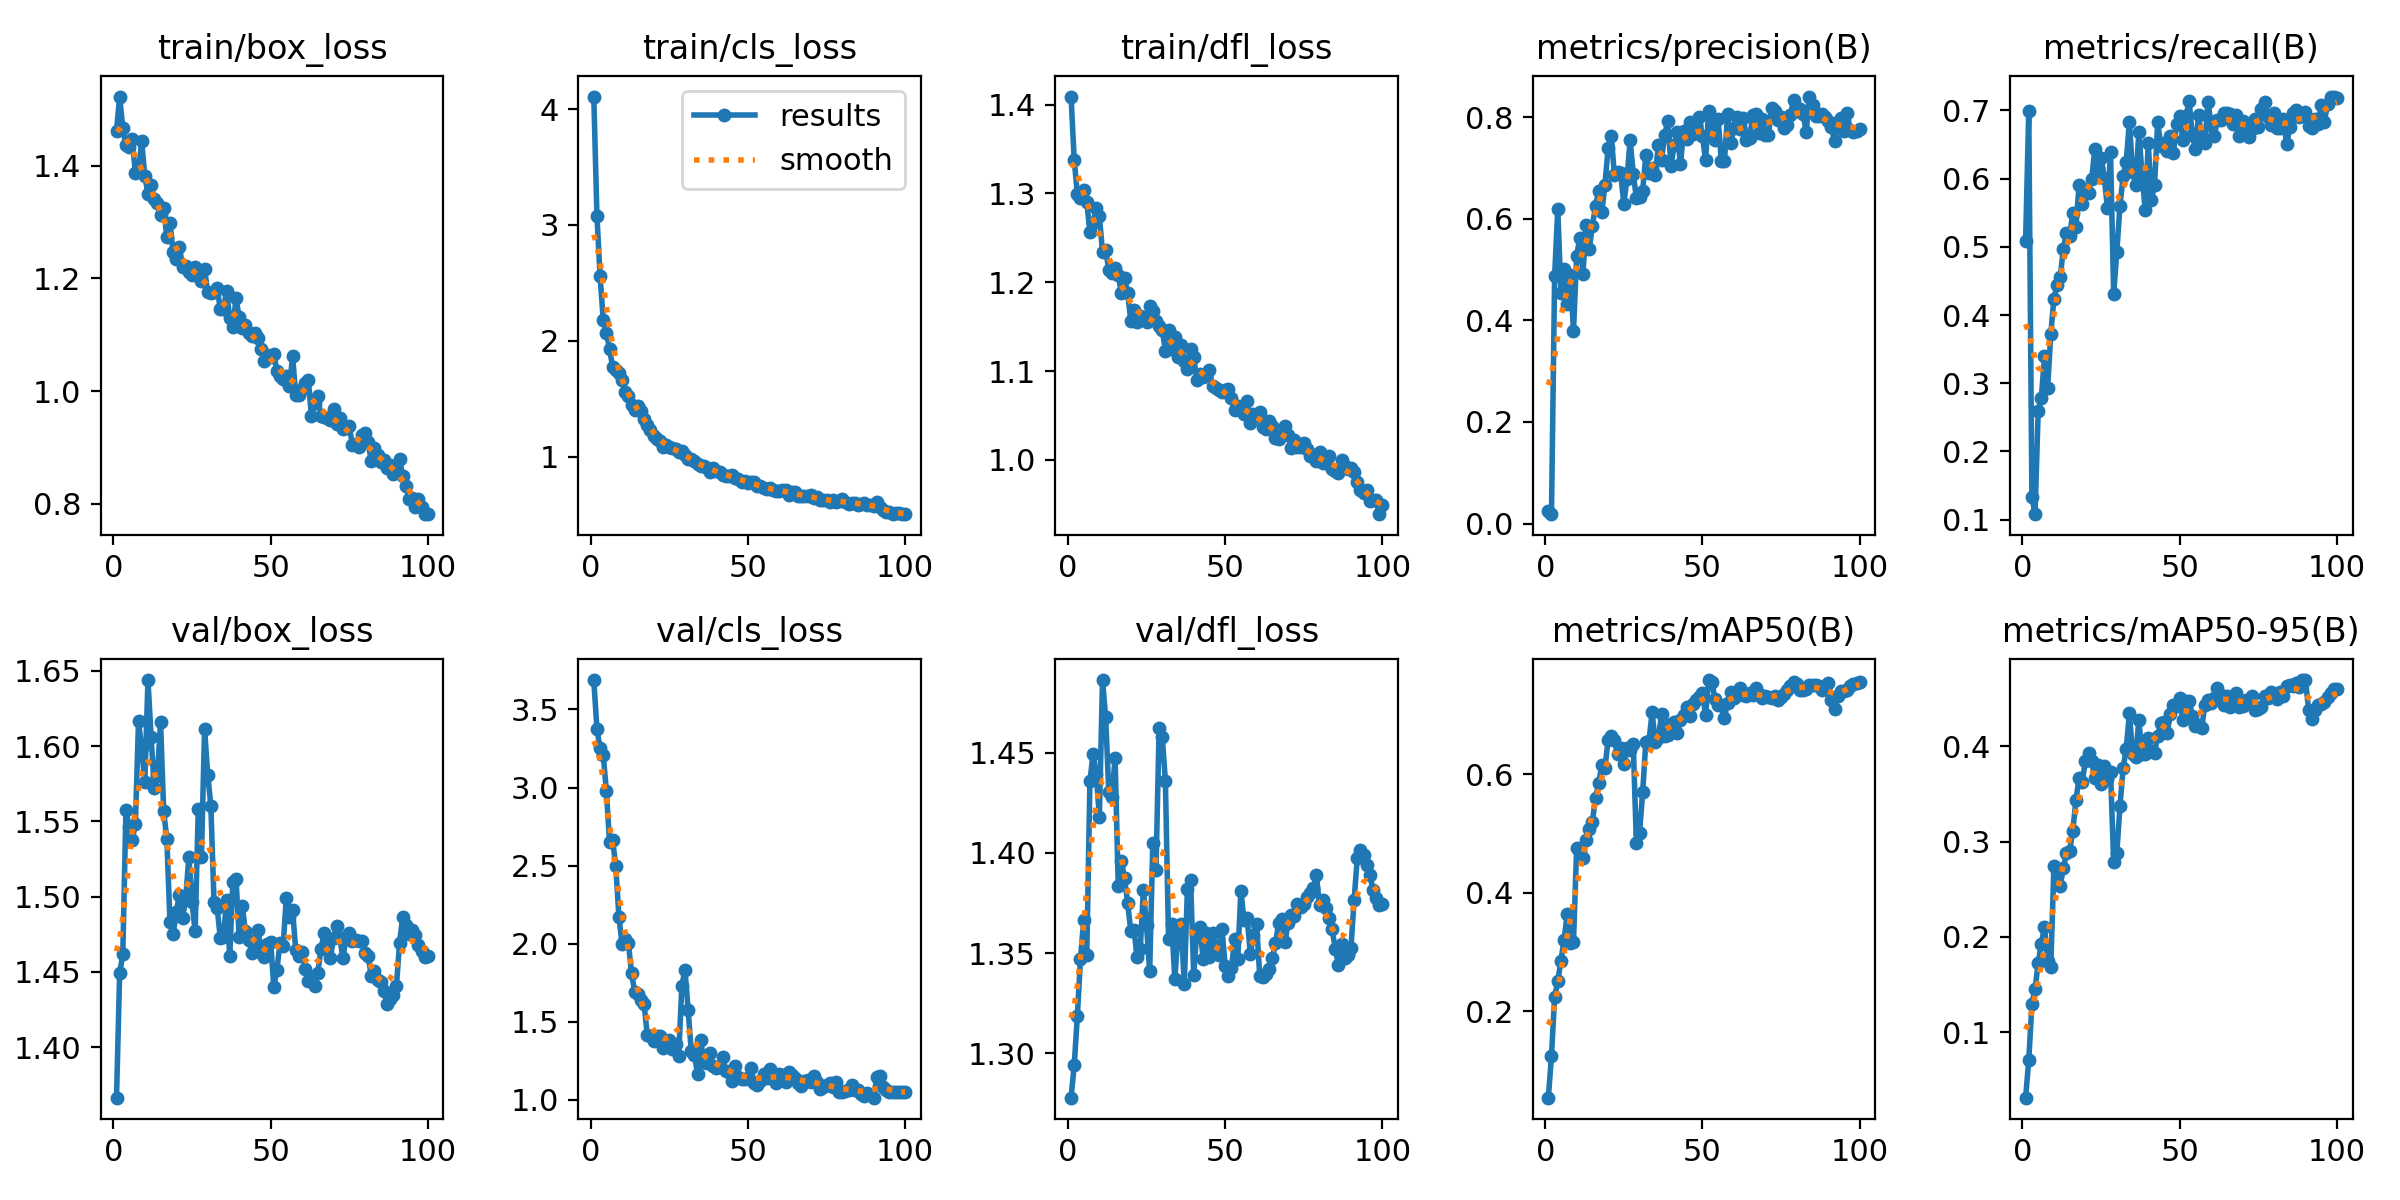 train/box_loss
1.4
1.2
1.0
0.8
0 50 100
train/cls_loss
results
smooth
4
3
2
1
0 50 100
train/dfl_loss
1.4
1.3
1.2
1.1
1.0
0 50 100
metrics/precision(B)
0.8
0.6
0.4
0.2
0.0
0 50 100
metrics/recall(B)
0.7
0.6
0.5
0.4
0.3
0.2
0.1
0 50 100
val/box_loss
1.65
1.60
1.55
1.50
1.45
1.40
0 50 100
val/cls_loss
3.5
3.0
2.5
2.0
1.5
1.0
0 50 100
val/dfl_loss
1.45
1.40
1.35
1.30
0 50 100
metrics/mAP50(B)
0.6
0.4
0.2
0 50 100
metrics/mAP50-95(B)
0.4
0.3
0.2
0.1
0 50 100